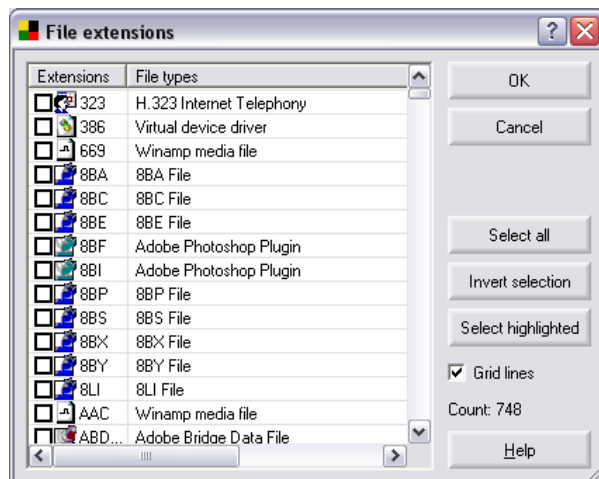 File extensions
Extensions File types
323 H.323 Internet Telephony
386 Virtual device driver
669 Winamp media file
8BA 8BA File
8BC 8BC File
8BE 8BE File
8BF Adobe Photoshop Plugin
8BI Adobe Photoshop Plugin
8BP 8BP File
8BS 8BS File
8BX 8BX File
8BY 8BY File
8LI 8LI File
AAC Winamp media file
ABD... Adobe Bridge Data File
OK
Cancel
Select all
Invert selection
Select highlighted
Grid lines
Count: 748
Help